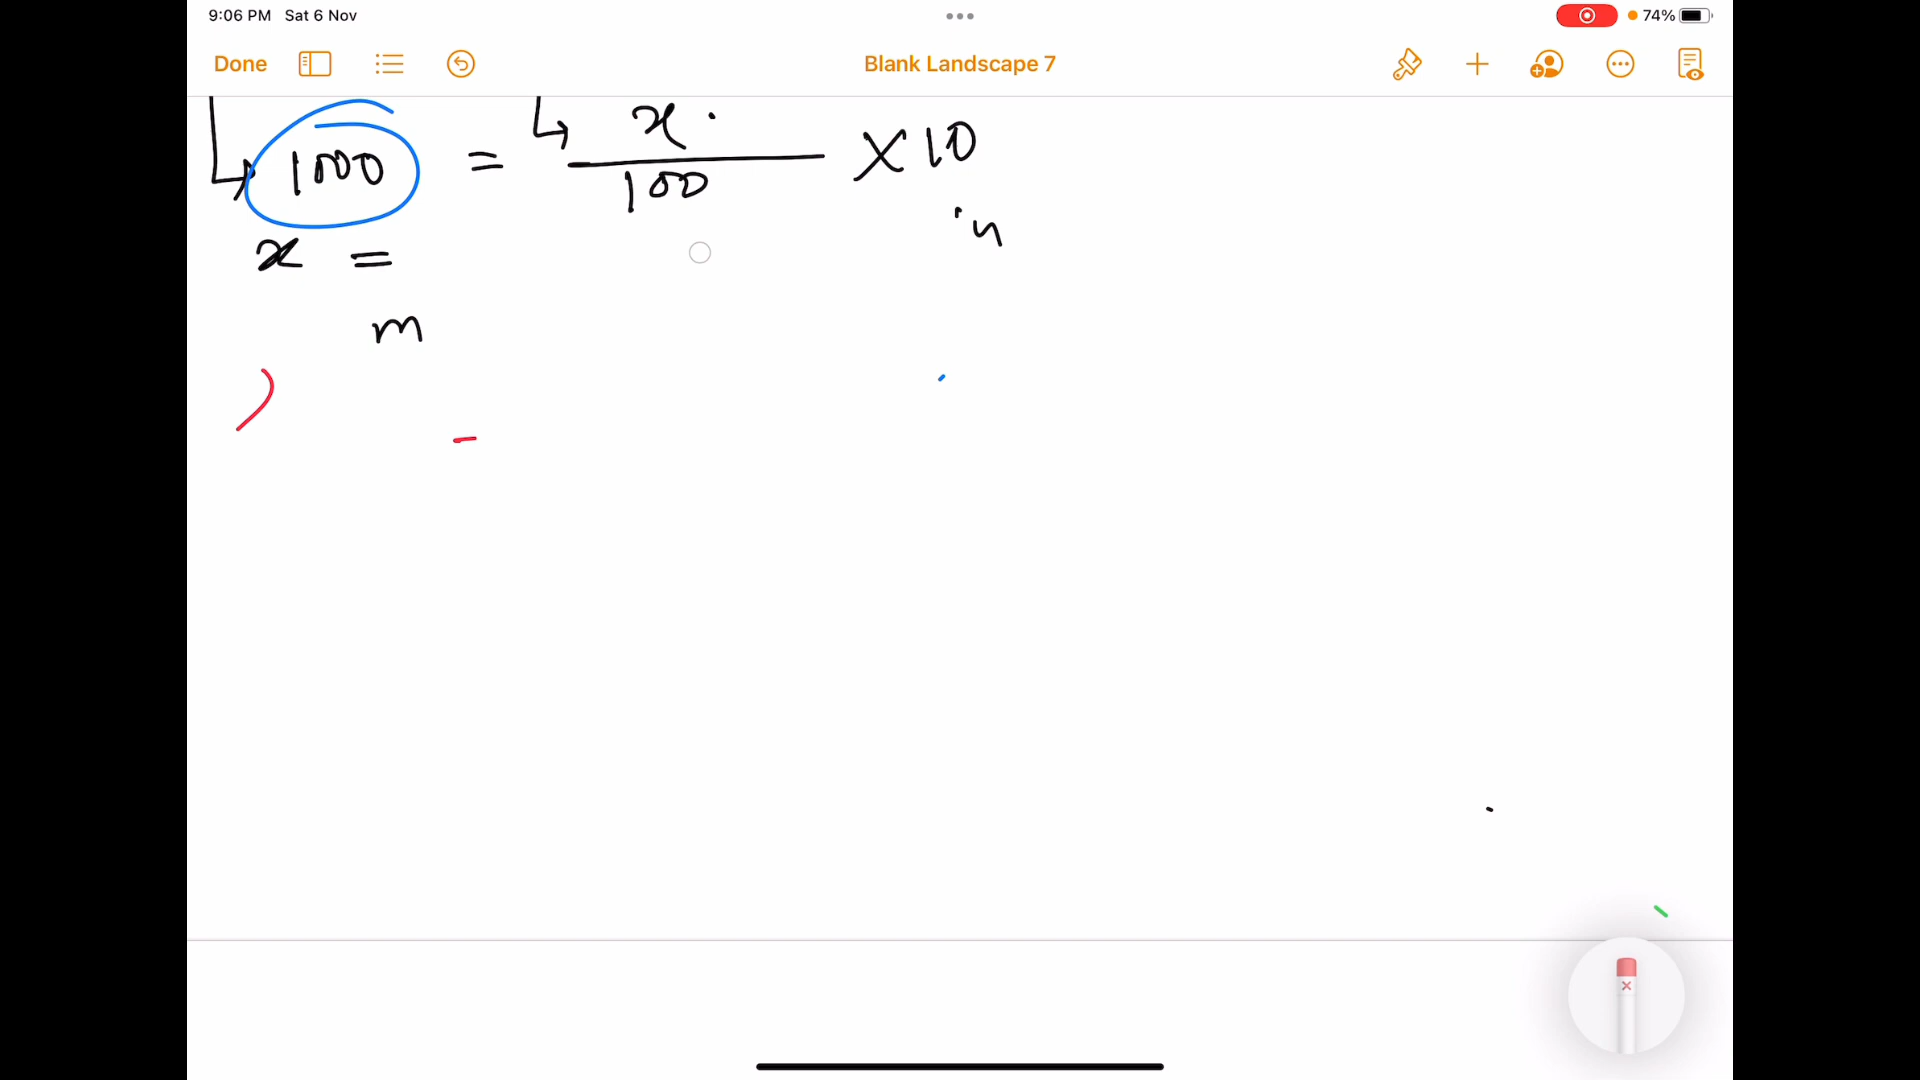 9:06 PM Sat 6 Nov
74%
Done
Blank Landscape 7
1000 = x / 100 × 10
x =
m